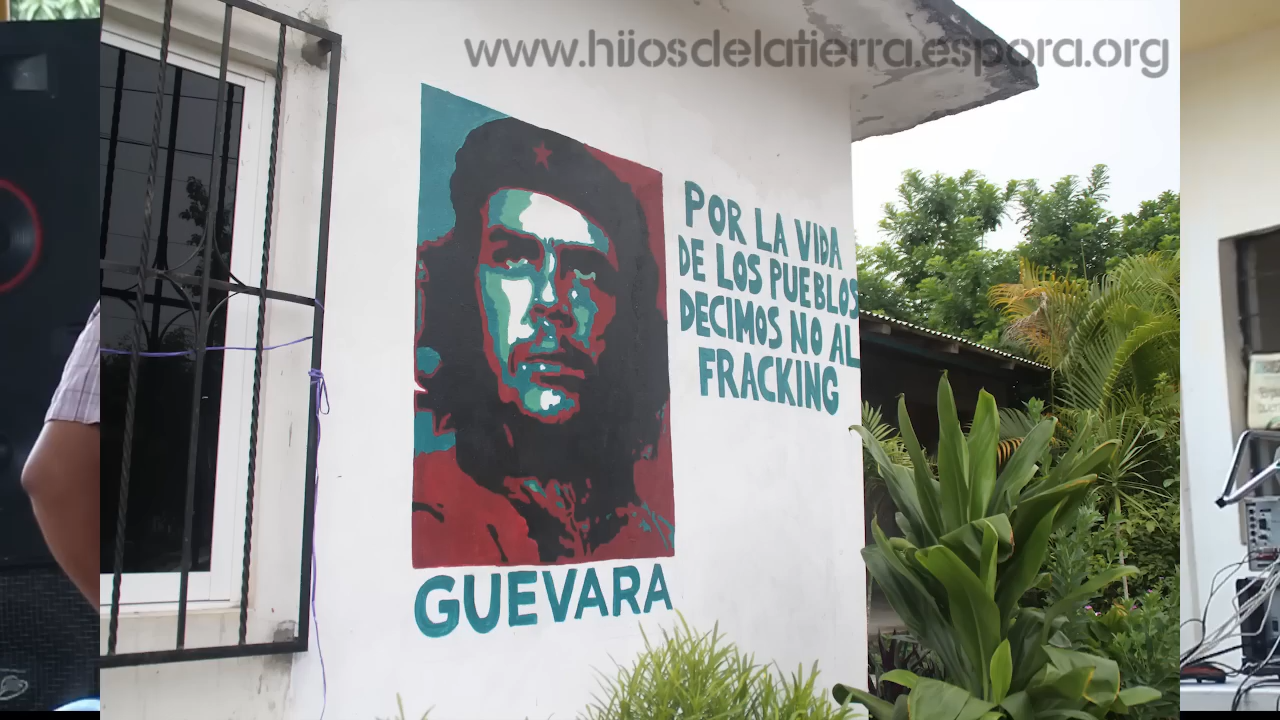 www.hijosdelatierra.espora.org
POR LA VIDA
DE LOS PUEBLOS
DECIMOS NO AL
FRACKING
GUEVARA